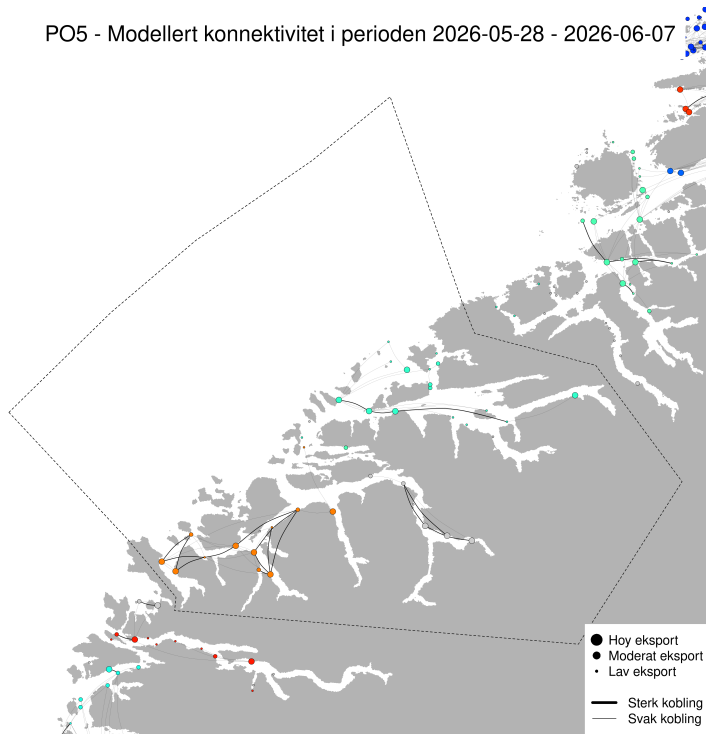 PO5 - Modellert konnektivitet i perioden 2026-05-28 - 2026-06-07
Hoy eksport
Moderat eksport
Lav eksport
Sterk kobling
Svak kobling